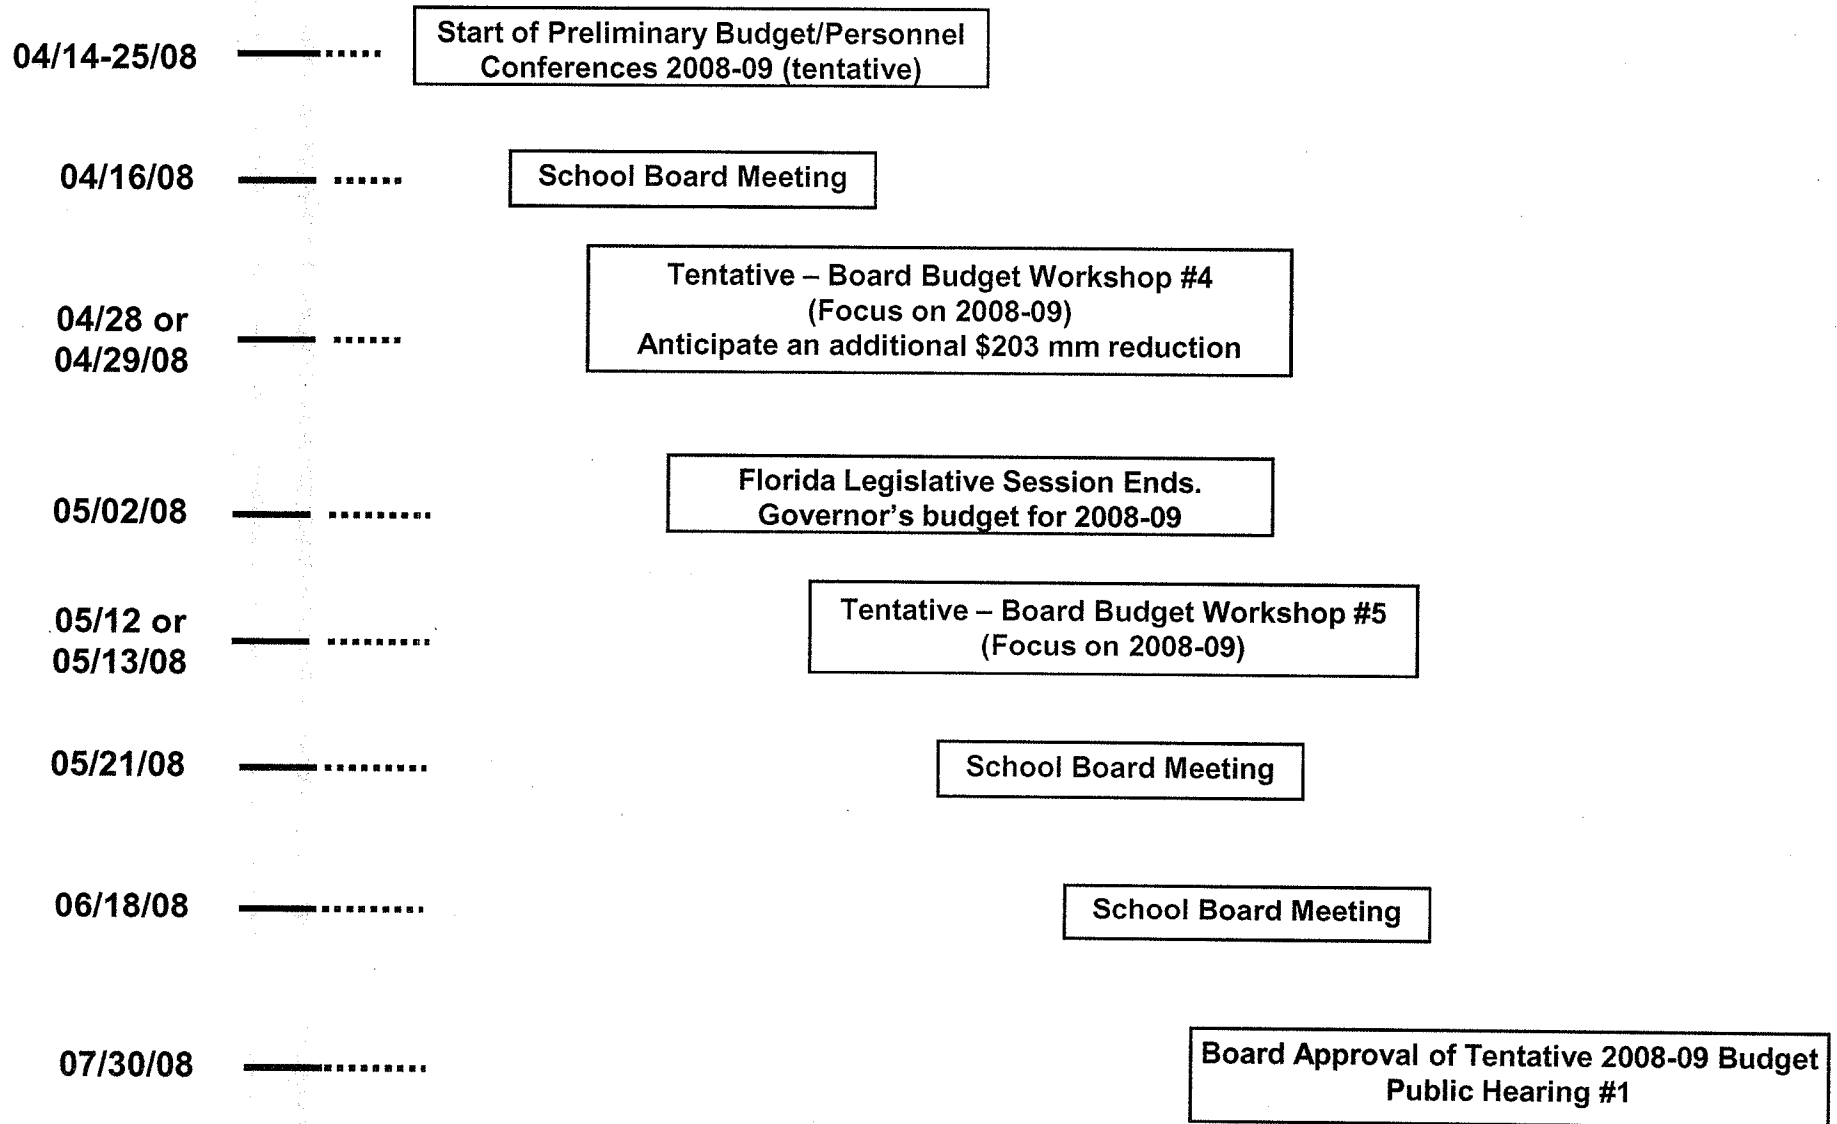 04/14-25/08
Start of Preliminary Budget/Personnel
Conferences 2008-09 (tentative)
04/16/08
School Board Meeting
04/28 or
04/29/08
Tentative – Board Budget Workshop #4
(Focus on 2008-09)
Anticipate an additional $203 mm reduction
05/02/08
Florida Legislative Session Ends.
Governor's budget for 2008-09
05/12 or
05/13/08
Tentative – Board Budget Workshop #5
(Focus on 2008-09)
05/21/08
School Board Meeting
06/18/08
School Board Meeting
07/30/08
Board Approval of Tentative 2008-09 Budget
Public Hearing #1